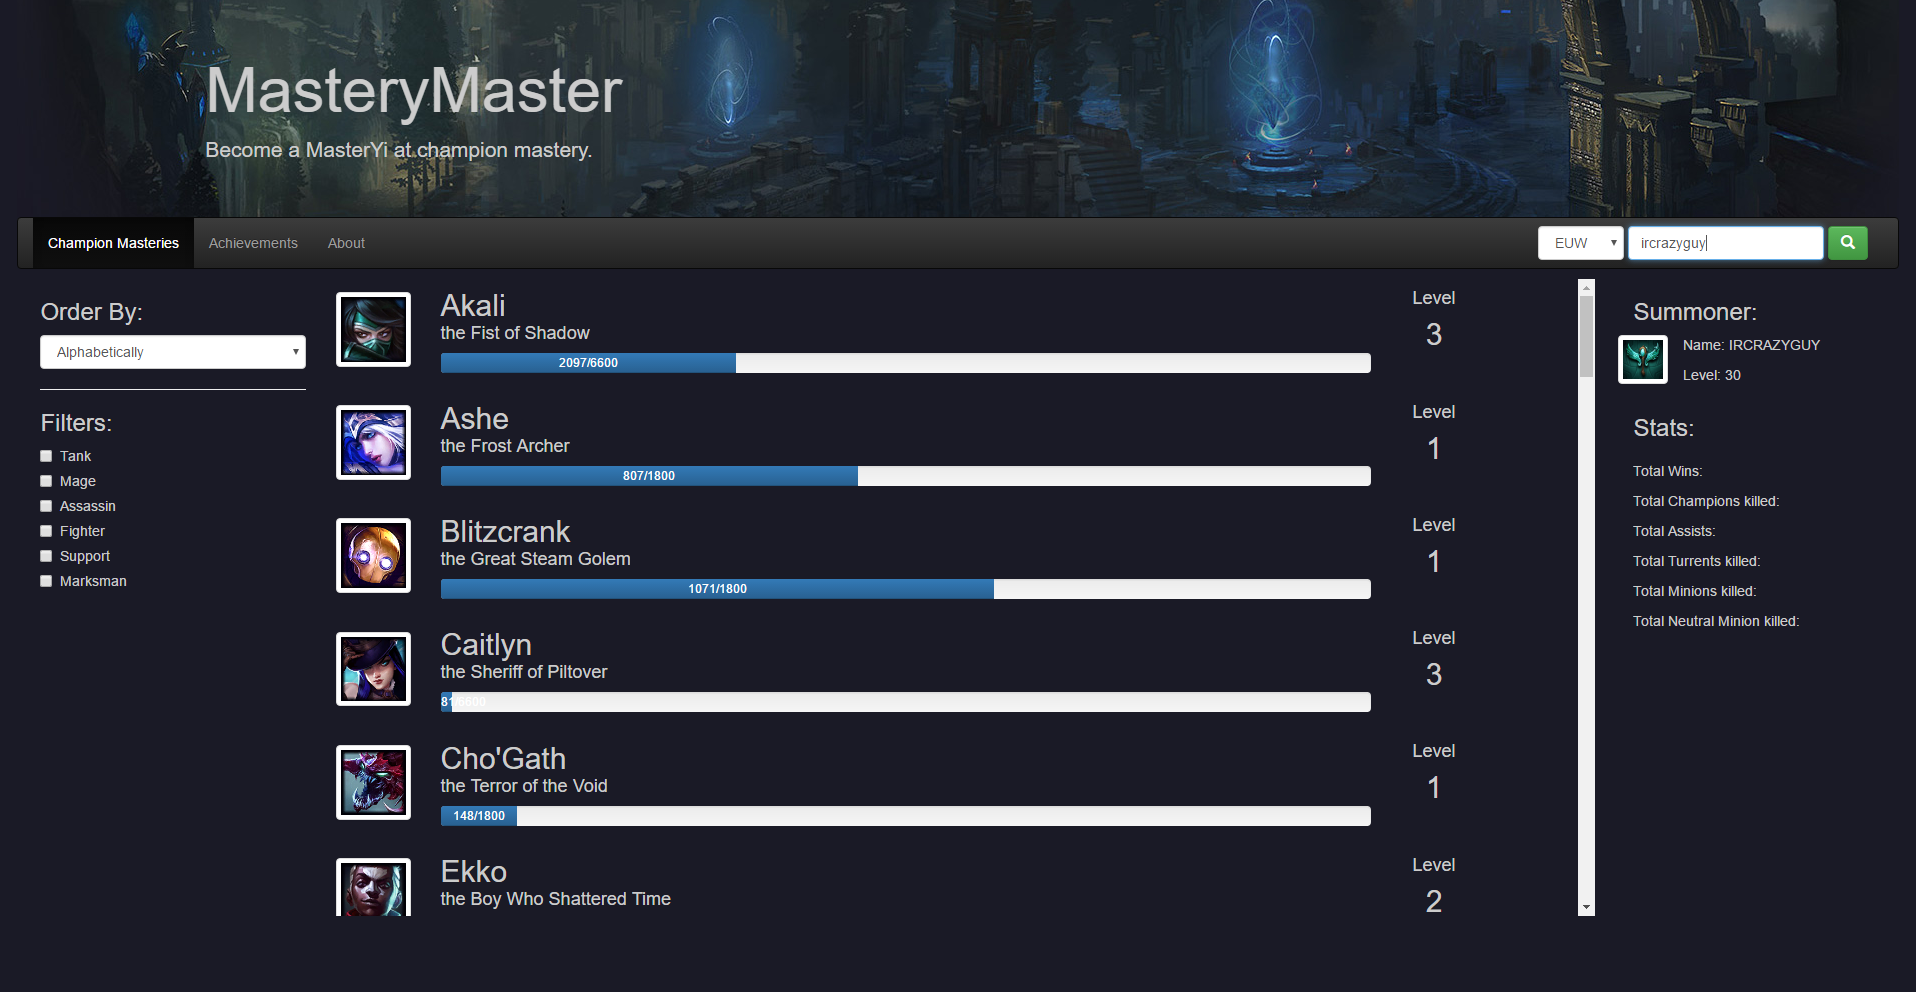 MasteryMaster
Become a MasterYi at champion mastery.
Champion Masteries
Achievements
About
EUW
ircrazyguy
Order By:
Alphabetically
Filters:
Tank
Mage
Assassin
Fighter
Support
Marksman
Akali
the Fist of Shadow
2097/6600
Level
3
Ashe
the Frost Archer
807/1800
Level
1
Blitzcrank
the Great Steam Golem
1071/1800
Level
1
Caitlyn
the Sheriff of Piltover
81/6600
Level
3
Cho'Gath
the Terror of the Void
148/1800
Level
1
Ekko
the Boy Who Shattered Time
Level
2
Summoner:
Name: IRCRAZYGUY
Level: 30
Stats:
Total Wins:
Total Champions killed:
Total Assists:
Total Turrents killed:
Total Minions killed:
Total Neutral Minion killed: